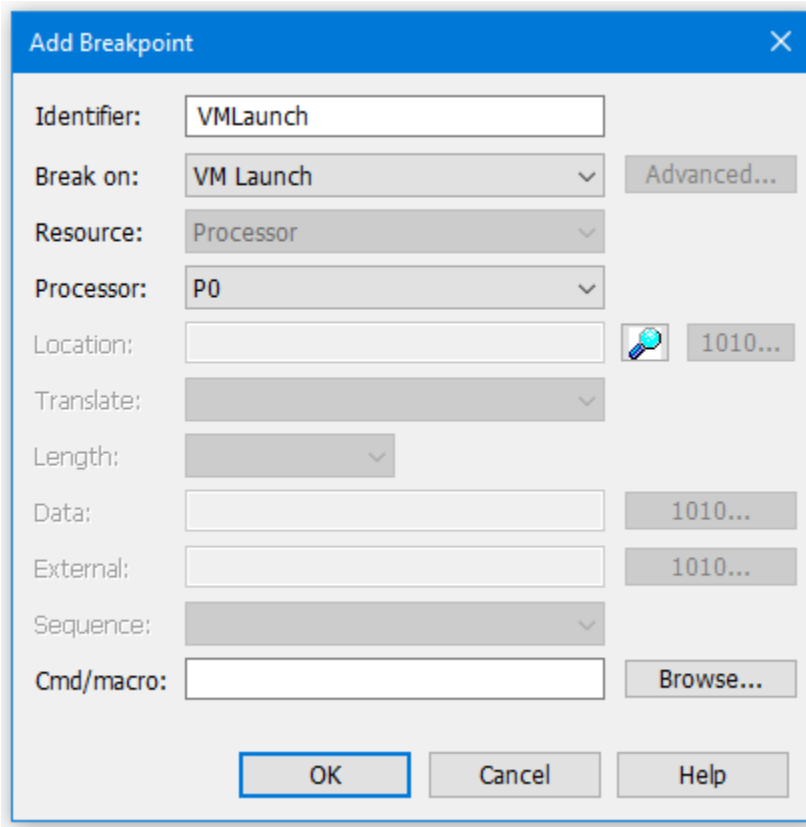 Add Breakpoint
Identifier: VMLaunch
Break on: VM Launch Advanced...
Resource: Processor
Processor: P0
Location: 1010...
Translate:
Length:
Data: 1010...
External: 1010...
Sequence:
Cmd/macro: Browse...
OK Cancel Help